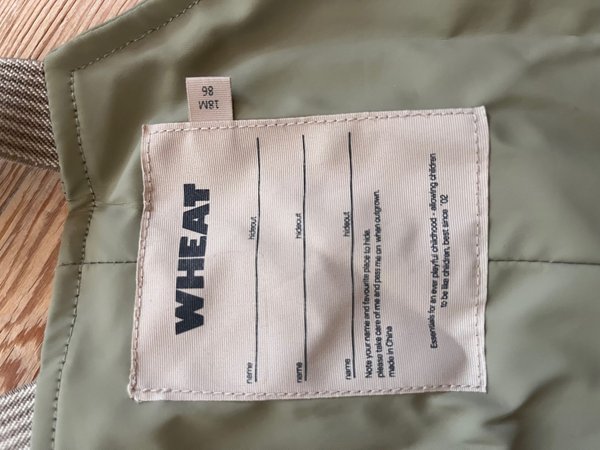 18M
86
WHEAT
name hideout
name hideout
name hideout
Note your name and favourite place to hide,
please take care of me and pass me on when outgrown.
made in China
Essentials for an ever playful childhood - allowing children
to be like children, best since '02